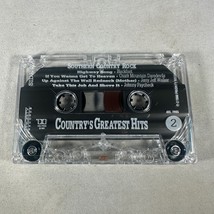 SOUTHERN COUNTRY ROCK
Highway Song - Blackfoot
If You Wanna Get To Heaven - Ozark Mountain Daredevils
Up Against The Wall Redneck (Mother) - Jerry Jeff Walker
Take This Job And Shove It - Johnny Paycheck
COUNTRY'S GREATEST HITS
2